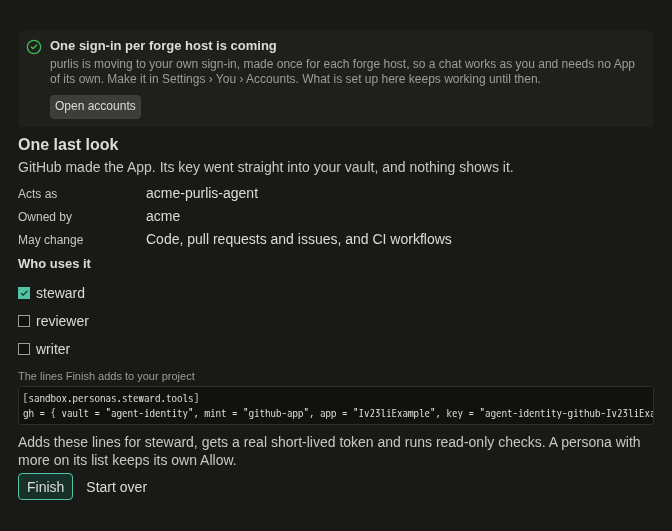 One sign-in per forge host is coming
purlis is moving to your own sign-in, made once for each forge host, so a chat works as you and needs no App
of its own. Make it in Settings › You › Accounts. What is set up here keeps working until then.
Open accounts
One last look
GitHub made the App. Its key went straight into your vault, and nothing shows it.
Acts as acme-purlis-agent
Owned by acme
May change Code, pull requests and issues, and CI workflows
Who uses it
steward
reviewer
writer
The lines Finish adds to your project
[sandbox.personas.steward.tools]
gh = { vault = "agent-identity", mint = "github-app", app = "Iv23liExample", key = "agent-identity-github-Iv23liExa
Adds these lines for steward, gets a real short-lived token and runs read-only checks. A persona with
more on its list keeps its own Allow.
Finish Start over